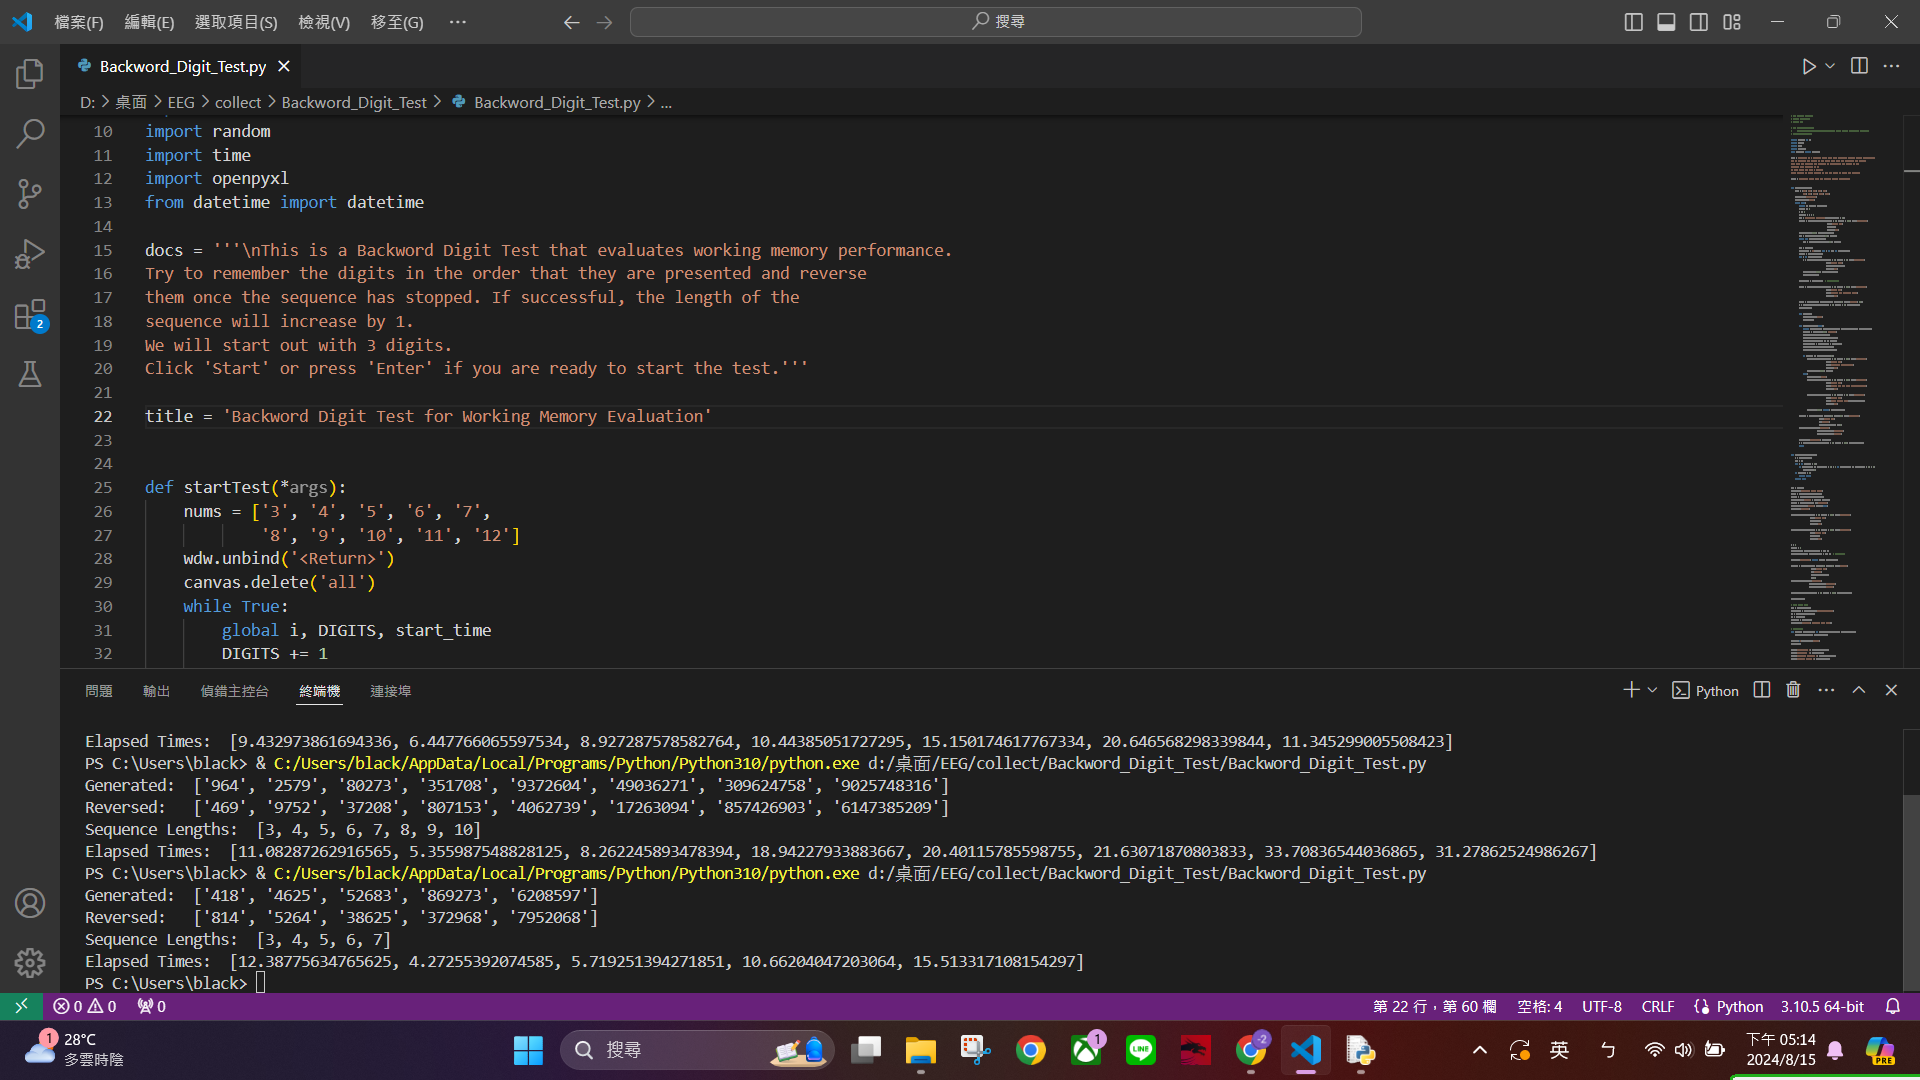 檔案(F) 編輯(E) 選取項目(S) 檢視(V) 移至(G) ··· 搜尋
Backword_Digit_Test.py
D: > 桌面 > EEG > collect > Backword_Digit_Test > Backword_Digit_Test.py > ...
10 import random
11 import time
12 import openpyxl
13 from datetime import datetime
14
15 docs = '''\nThis is a Backword Digit Test that evaluates working memory performance.
16 Try to remember the digits in the order that they are presented and reverse
17 them once the sequence has stopped. If successful, the length of the
18 sequence will increase by 1.
19 We will start out with 3 digits.
20 Click 'Start' or press 'Enter' if you are ready to start the test.'''
21
22 title = 'Backword Digit Test for Working Memory Evaluation'
23
24
25 def startTest(*args):
26 nums = ['3', '4', '5', '6', '7',
27 '8', '9', '10', '11', '12']
28 wdw.unbind('<Return>')
29 canvas.delete('all')
30 while True:
31 global i, DIGITS, start_time
32 DIGITS += 1
2
問題 輸出 偵錯主控台 終端機 連接埠 Python
Elapsed Times:  [9.432973861694336, 6.447766065597534, 8.927287578582764, 10.44385051727295, 15.150174617767334, 20.646568298339844, 11.345299005508423]
PS C:\Users\black> & C:/Users/black/AppData/Local/Programs/Python/Python310/python.exe d:/桌面/EEG/collect/Backword_Digit_Test/Backword_Digit_Test.py
Generated:  ['964', '2579', '80273', '351708', '9372604', '49036271', '309624758', '9025748316']
Reversed:   ['469', '9752', '37208', '807153', '4062739', '17263094', '857426903', '6147385209']
Sequence Lengths:  [3, 4, 5, 6, 7, 8, 9, 10]
Elapsed Times:  [11.08287262916565, 5.355987548828125, 8.262245893478394, 18.94227933883667, 20.40115785598755, 21.63071870803833, 33.70836544036865, 31.27862524986267]
PS C:\Users\black> & C:/Users/black/AppData/Local/Programs/Python/Python310/python.exe d:/桌面/EEG/collect/Backword_Digit_Test/Backword_Digit_Test.py
Generated:  ['418', '4625', '52683', '869273', '6208597']
Reversed:   ['814', '5264', '38625', '372968', '7952068']
Sequence Lengths:  [3, 4, 5, 6, 7]
Elapsed Times:  [12.38775634765625, 4.27255392074585, 5.719251394271851, 10.66204047203064, 15.513317108154297]
PS C:\Users\black>
0 0 0 第 22 行，第 60 欄 空格: 4 UTF-8 CRLF Python 3.10.5 64-bit
1 28°C
多雲時陰
搜尋 1 LINE -2 英 ㄅ
下午 05:14
2024/8/15
PRE